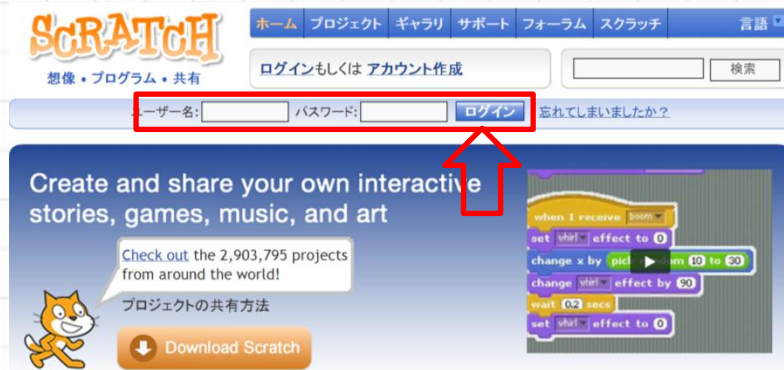 SCRATCH
想像・プログラム・共有
ホーム プロジェクト ギャラリ サポート フォーラム スクラッチ 言語
ログインもしくは アカウント作成
検索
ユーザー名: パスワード: ログイン 忘れてしまいましたか？
Create and share your own interactive
stories, games, music, and art
Check out the 2,903,795 projects
from around the world!
プロジェクトの共有方法
Download Scratch
when I receive boom
set whirl effect to 0
change x by pick random 10 to 30
change whirl effect by 90
wait 0.2 secs
set whirl effect to 0